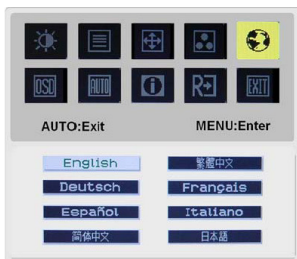 OSD AUTO R EXIT
AUTO:Exit MENU:Enter
English 繁體中文
Deutsch Français
Español Italiano
简体中文 日本語